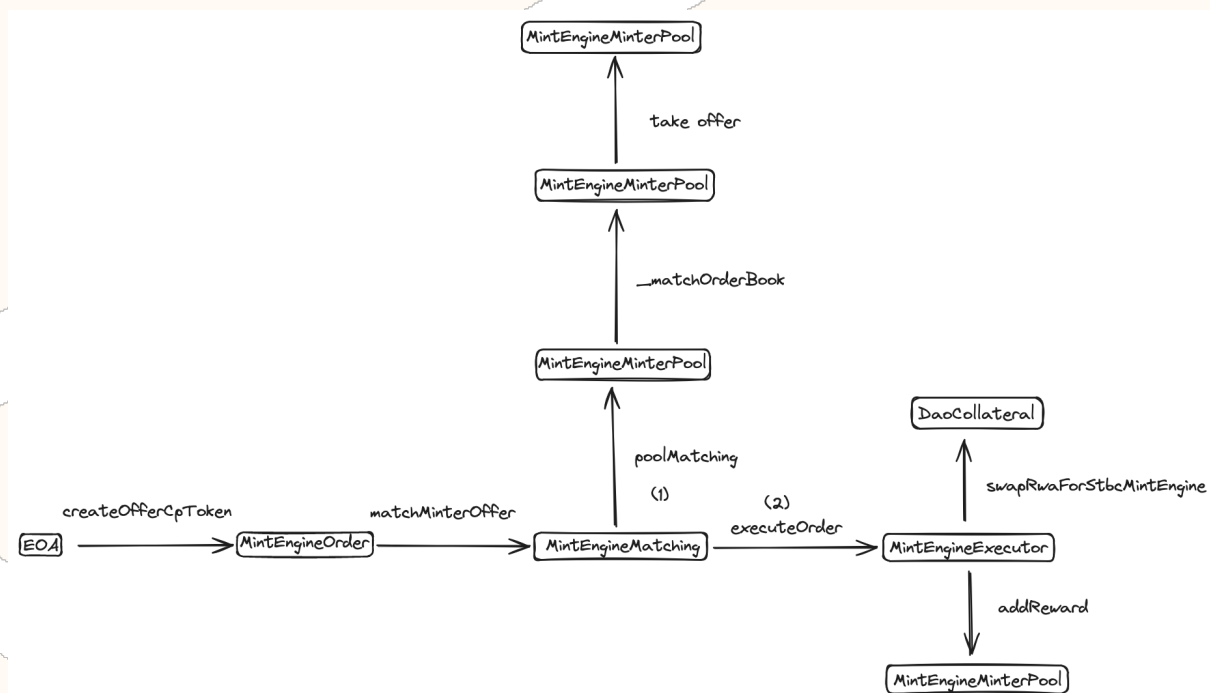 MintEngineMinterPool
take offer
MintEngineMinterPool
_matchOrderBook
MintEngineMinterPool
DaoCollateral
poolMatching
swapRwaForStbcMintEngine
(1)
(2)
createOfferCpToken
matchMinterOffer
executeOrder
EOA
MintEngineOrder
MintEngineMatching
MintEngineExecutor
addReward
MintEngineMinterPool